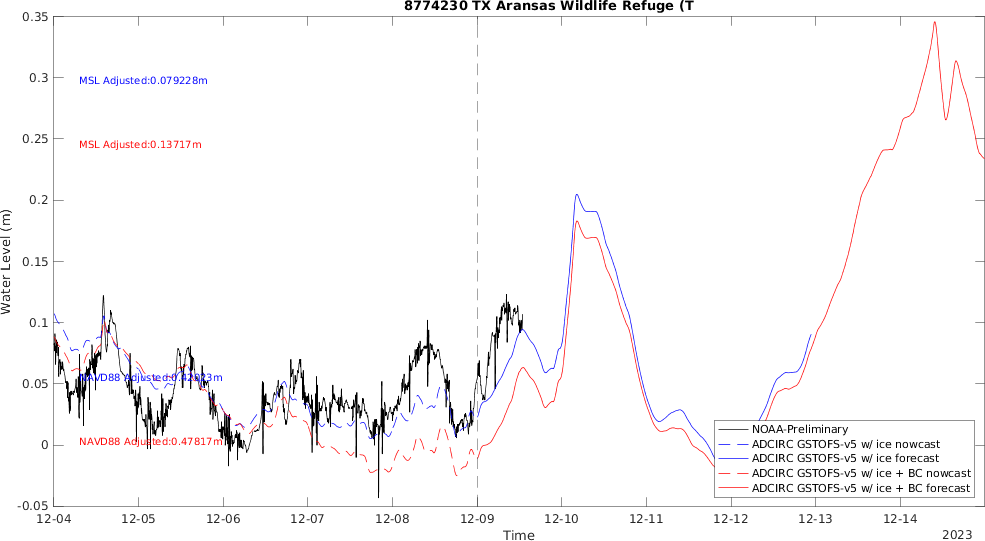 8774230 TX Aransas Wildlife Refuge (T
0.35
0.3
0.25
0.2
0.15
0.1
0.05
0
-0.05
Water Level (m)
MSL Adjusted:0.079228m
MSL Adjusted:0.13717m
NAVD88 Adjusted:0.42023m
NAVD88 Adjusted:0.47817m
NOAA-Preliminary
ADCIRC GSTOFS-v5 w/ ice nowcast
ADCIRC GSTOFS-v5 w/ ice forecast
ADCIRC GSTOFS-v5 w/ ice + BC nowcast
ADCIRC GSTOFS-v5 w/ ice + BC forecast
12-04 12-05 12-06 12-07 12-08 12-09 12-10 12-11 12-12 12-13 12-14
Time
2023